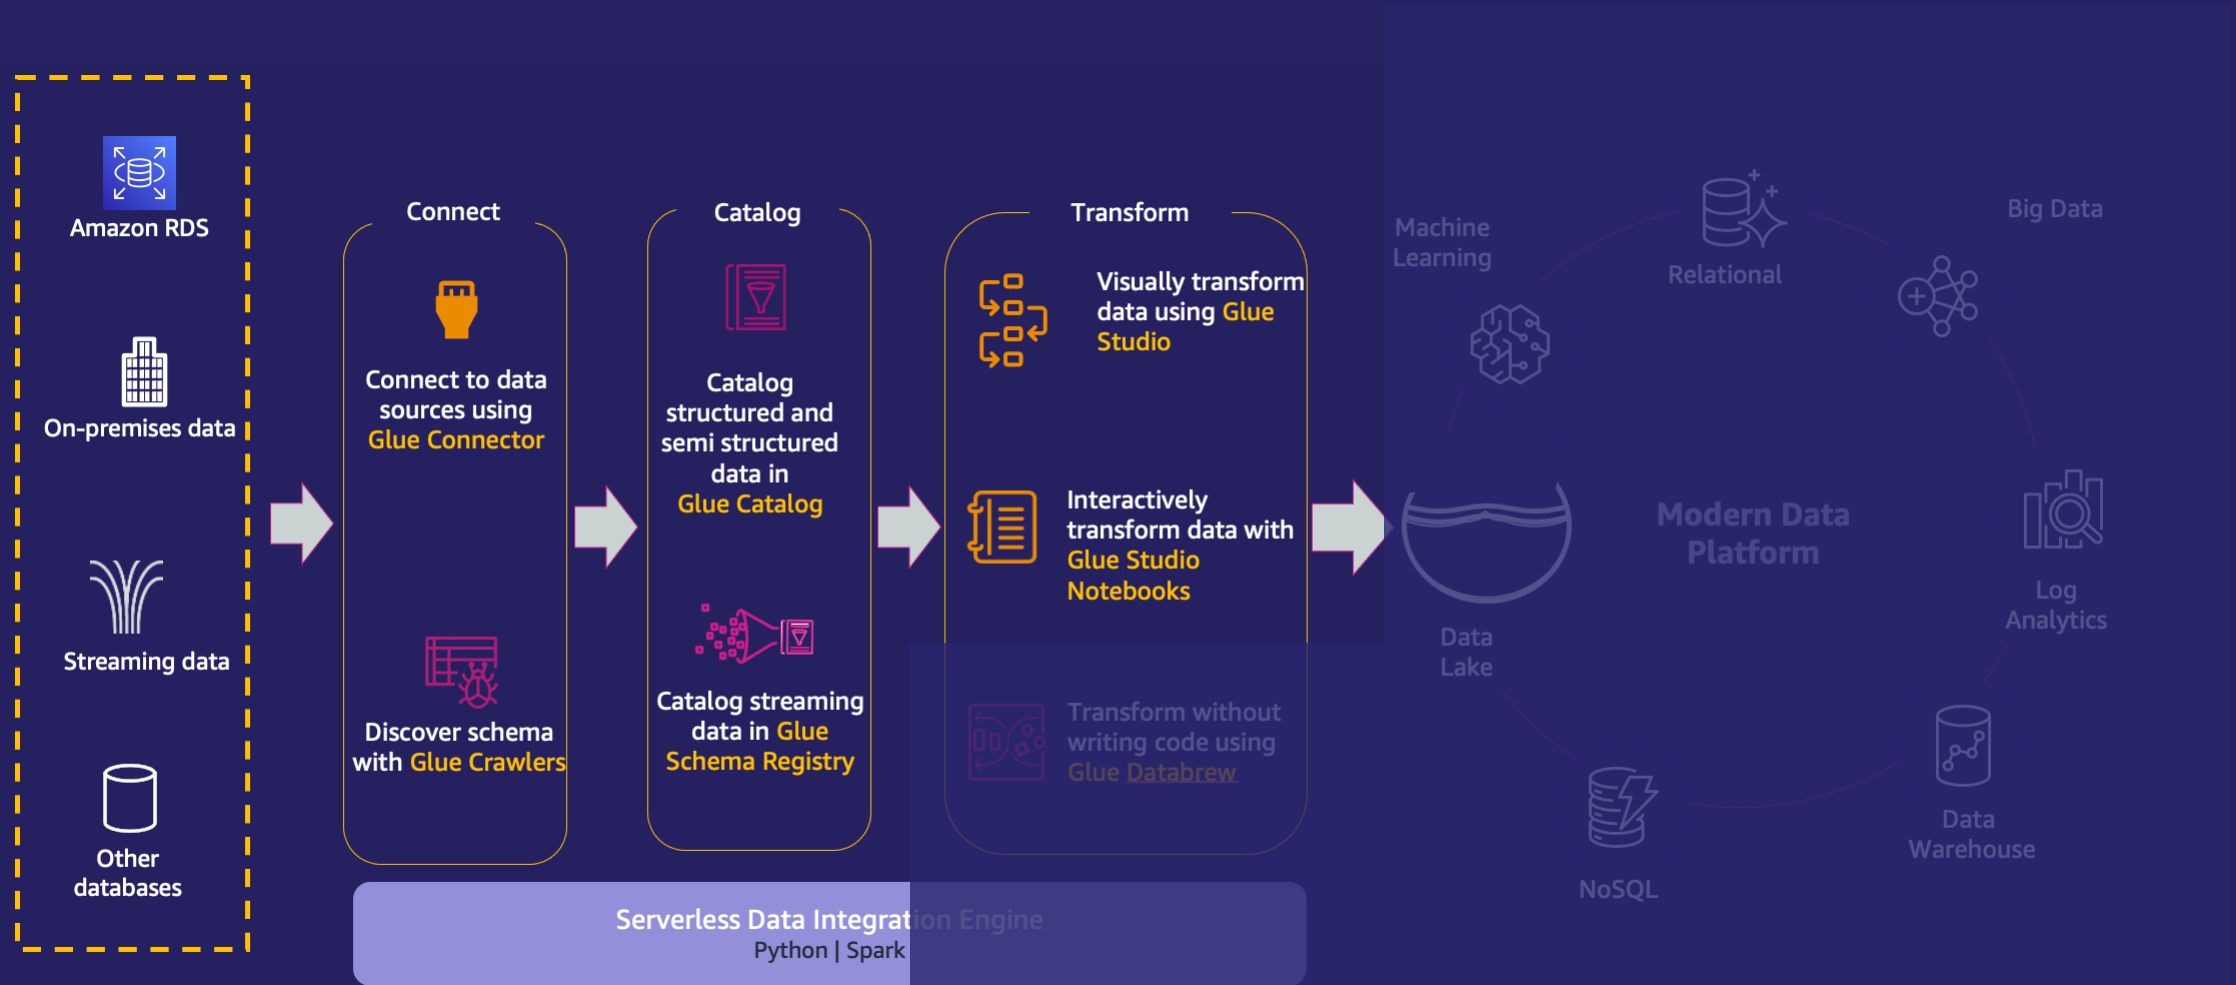 Amazon RDS
On-premises data
Streaming data
Other
databases
Connect
Connect to data
sources using
Glue Connector
Discover schema
with Glue Crawlers
Catalog
Catalog
structured and
semi structured
data in
Glue Catalog
Catalog streaming
data in Glue
Schema Registry
Transform
Visually transform
data using Glue
Studio
Interactively
transform data with
Glue Studio
Notebooks
Transform without
writing code using
Glue Databrew
Serverless Data Integration Engine
Python | Spark
Machine
Learning
Relational
Big Data
Modern Data
Platform
Log
Analytics
Data
Lake
Data
Warehouse
NoSQL